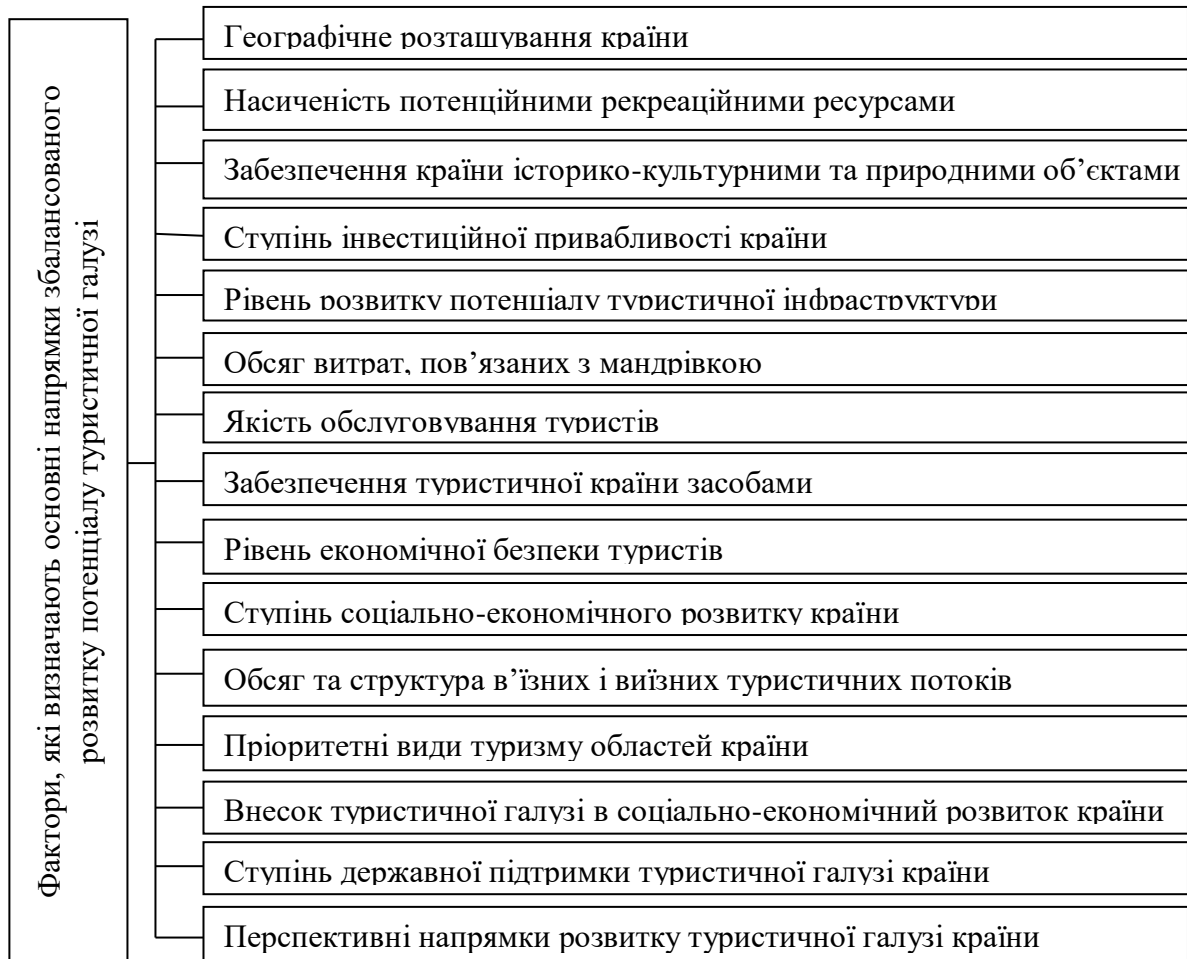 Фактори, які визначають основні напрямки збалансованого
розвитку потенціалу туристичної галузі
Географічне розташування країни
Насиченість потенційними рекреаційними ресурсами
Забезпечення країни історико-культурними та природними об’єктами
Ступінь інвестиційної привабливості країни
Рівень розвитку потенціалу туристичної інфраструктури
Обсяг витрат, пов’язаних з мандрівкою
Якість обслуговування туристів
Забезпечення туристичної країни засобами
Рівень економічної безпеки туристів
Ступінь соціально-економічного розвитку країни
Обсяг та структура в’їзних і виїзних туристичних потоків
Пріоритетні види туризму областей країни
Внесок туристичної галузі в соціально-економічний розвиток країни
Ступінь державної підтримки туристичної галузі країни
Перспективні напрямки розвитку туристичної галузі країни